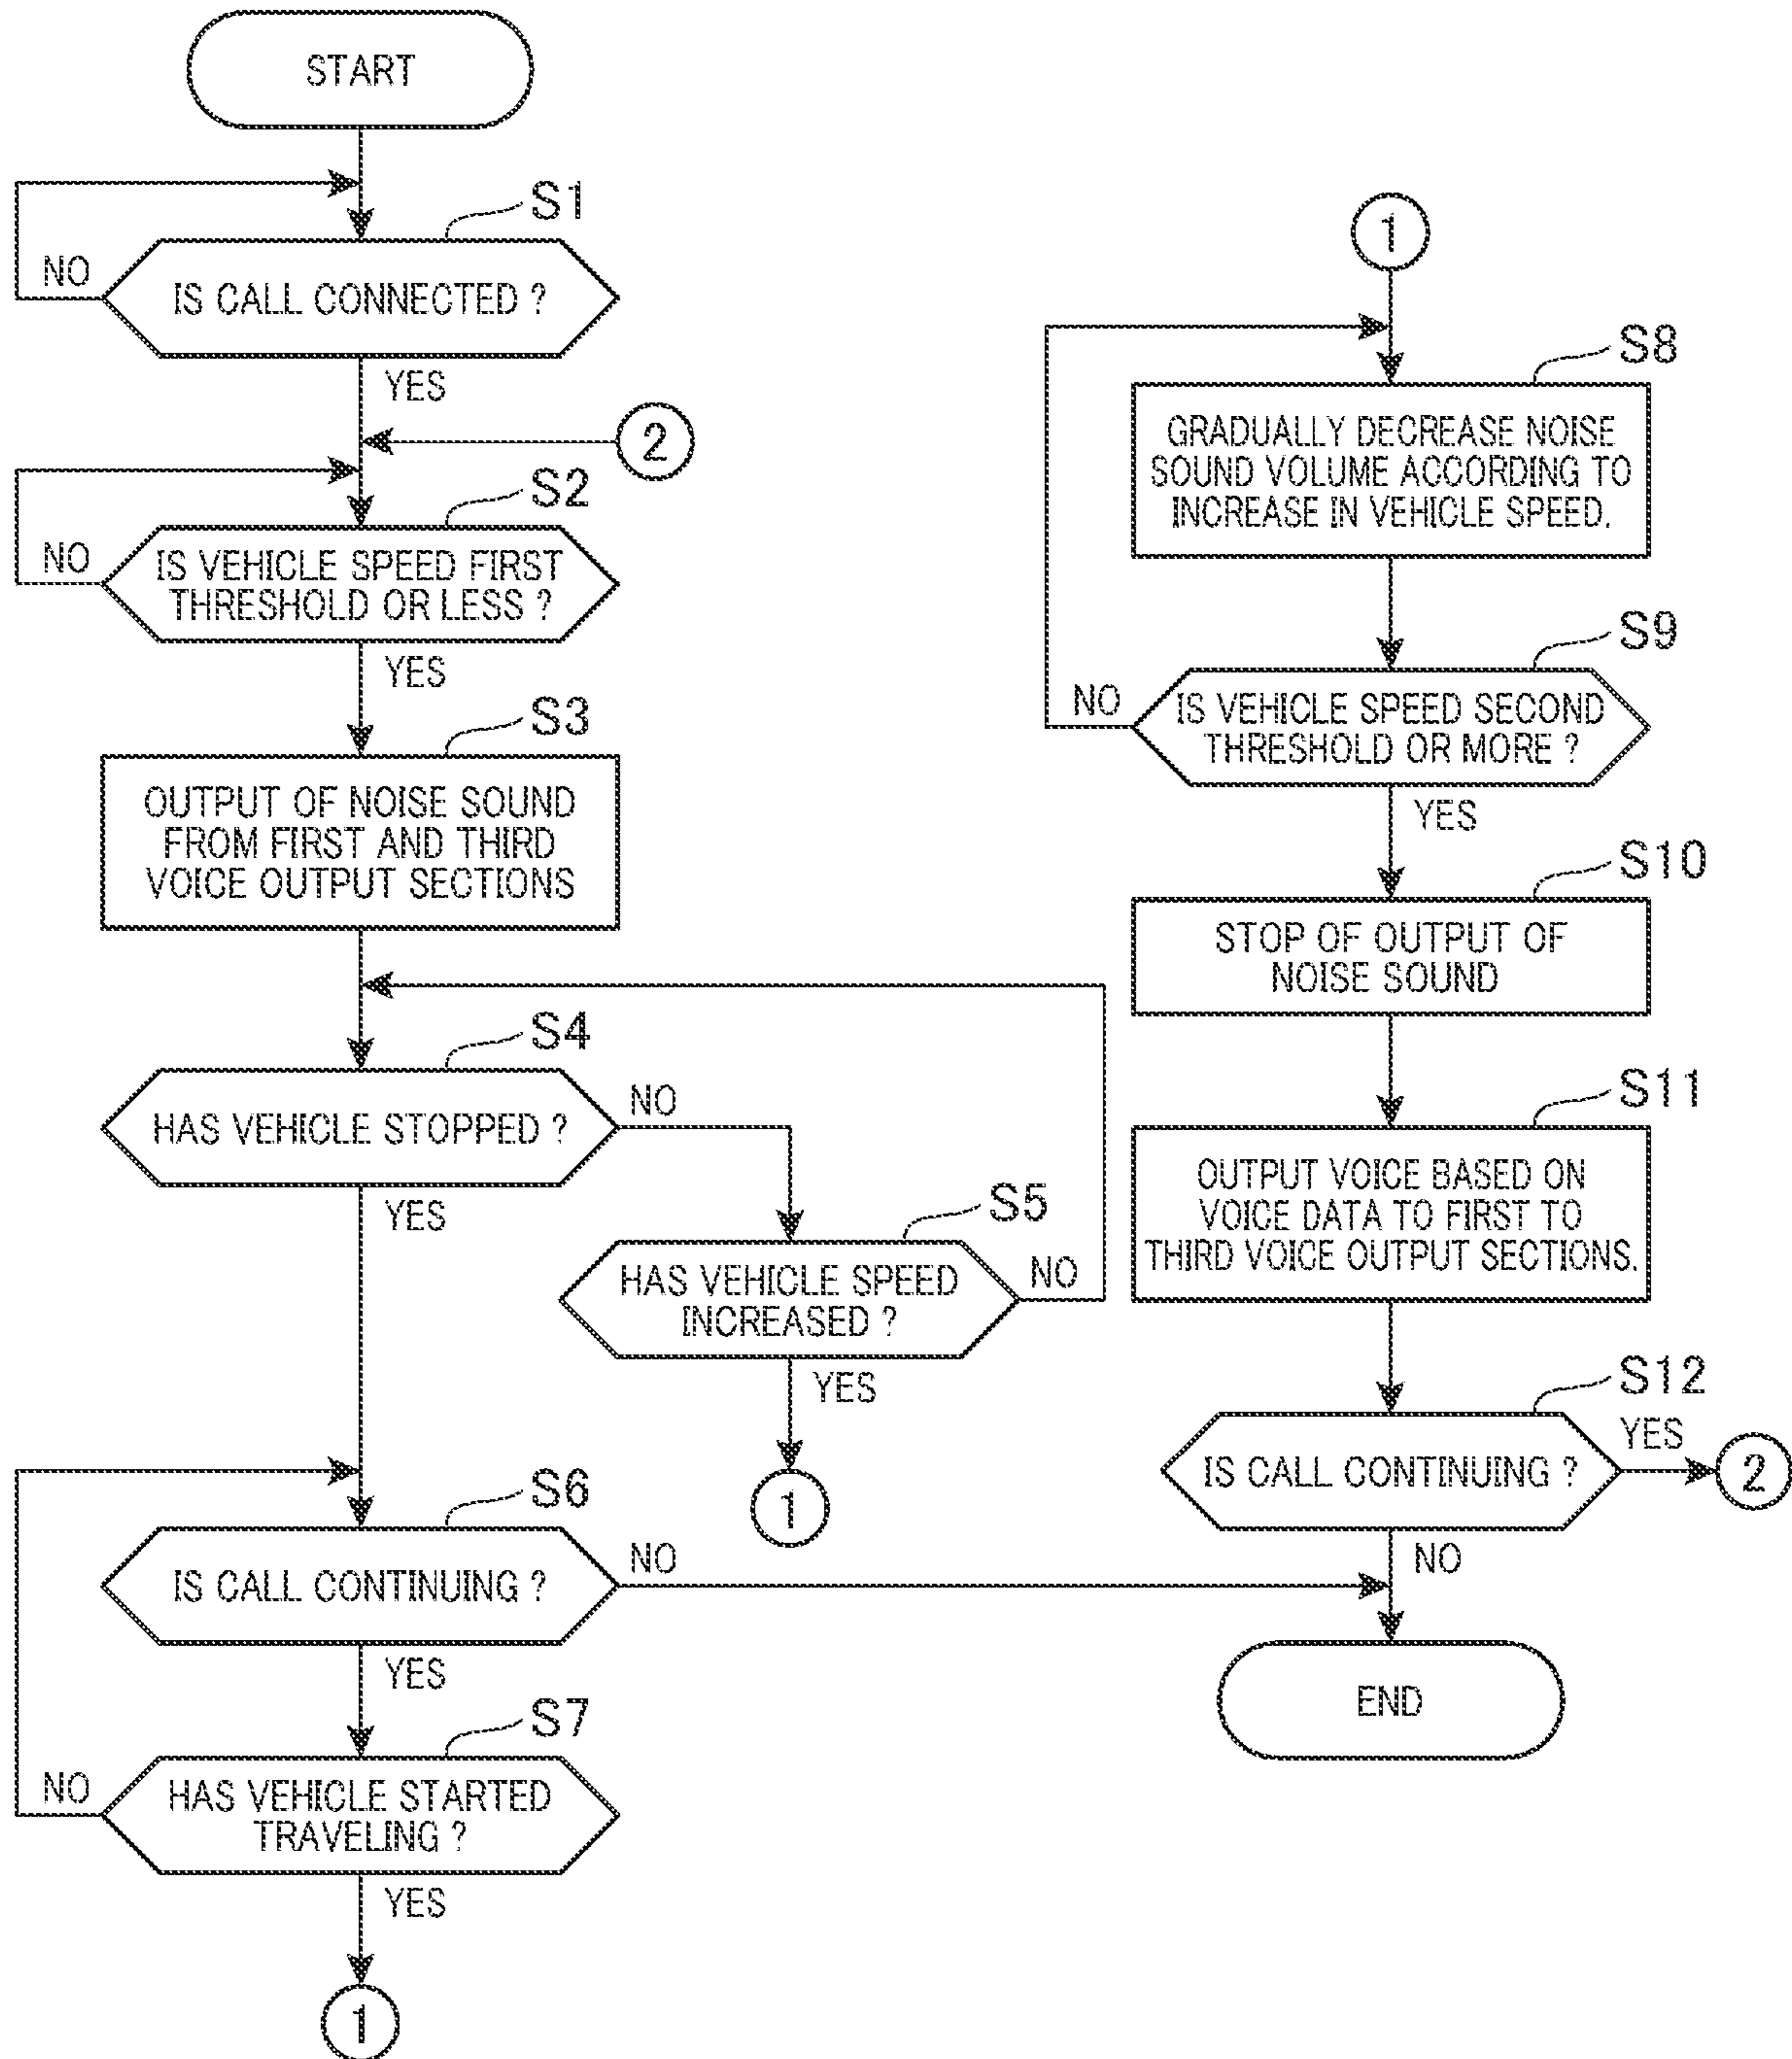 START
S1
NO
IS CALL CONNECTED ?
YES
2
S2
NO
IS VEHICLE SPEED FIRST
THRESHOLD OR LESS ?
YES
S3
OUTPUT OF NOISE SOUND
FROM FIRST AND THIRD
VOICE OUTPUT SECTIONS
S4
HAS VEHICLE STOPPED ?
NO
YES
S5
HAS VEHICLE SPEED
INCREASED ?
NO
YES
1
S6
IS CALL CONTINUING ?
NO
YES
S7
NO
HAS VEHICLE STARTED
TRAVELING ?
YES
1
1
S8
GRADUALLY DECREASE NOISE
SOUND VOLUME ACCORDING TO
INCREASE IN VEHICLE SPEED.
S9
NO
IS VEHICLE SPEED SECOND
THRESHOLD OR MORE ?
YES
S10
STOP OF OUTPUT OF
NOISE SOUND
S11
OUTPUT VOICE BASED ON
VOICE DATA TO FIRST TO
THIRD VOICE OUTPUT SECTIONS.
S12
YES
IS CALL CONTINUING ?
2
NO
END